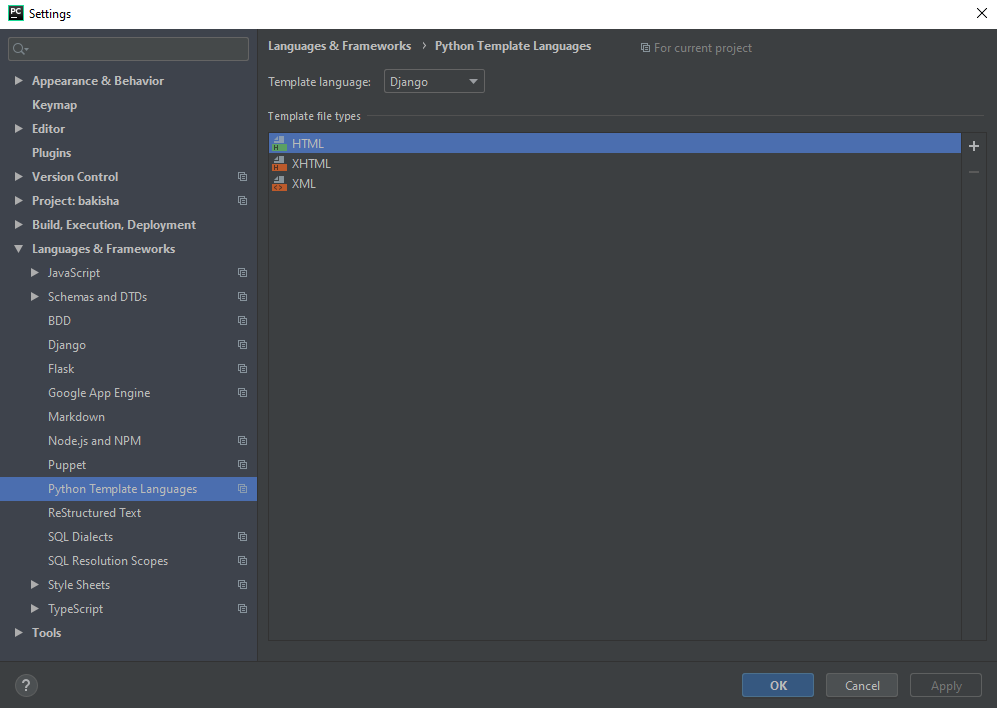 PC Settings
Languages & Frameworks › Python Template Languages For current project
Template language: Django
Template file types
HTML
XHTML
XML
Appearance & Behavior
Keymap
Editor
Plugins
Version Control
Project: bakisha
Build, Execution, Deployment
Languages & Frameworks
JavaScript
Schemas and DTDs
BDD
Django
Flask
Google App Engine
Markdown
Node.js and NPM
Puppet
Python Template Languages
ReStructured Text
SQL Dialects
SQL Resolution Scopes
Style Sheets
TypeScript
Tools
? OK Cancel Apply